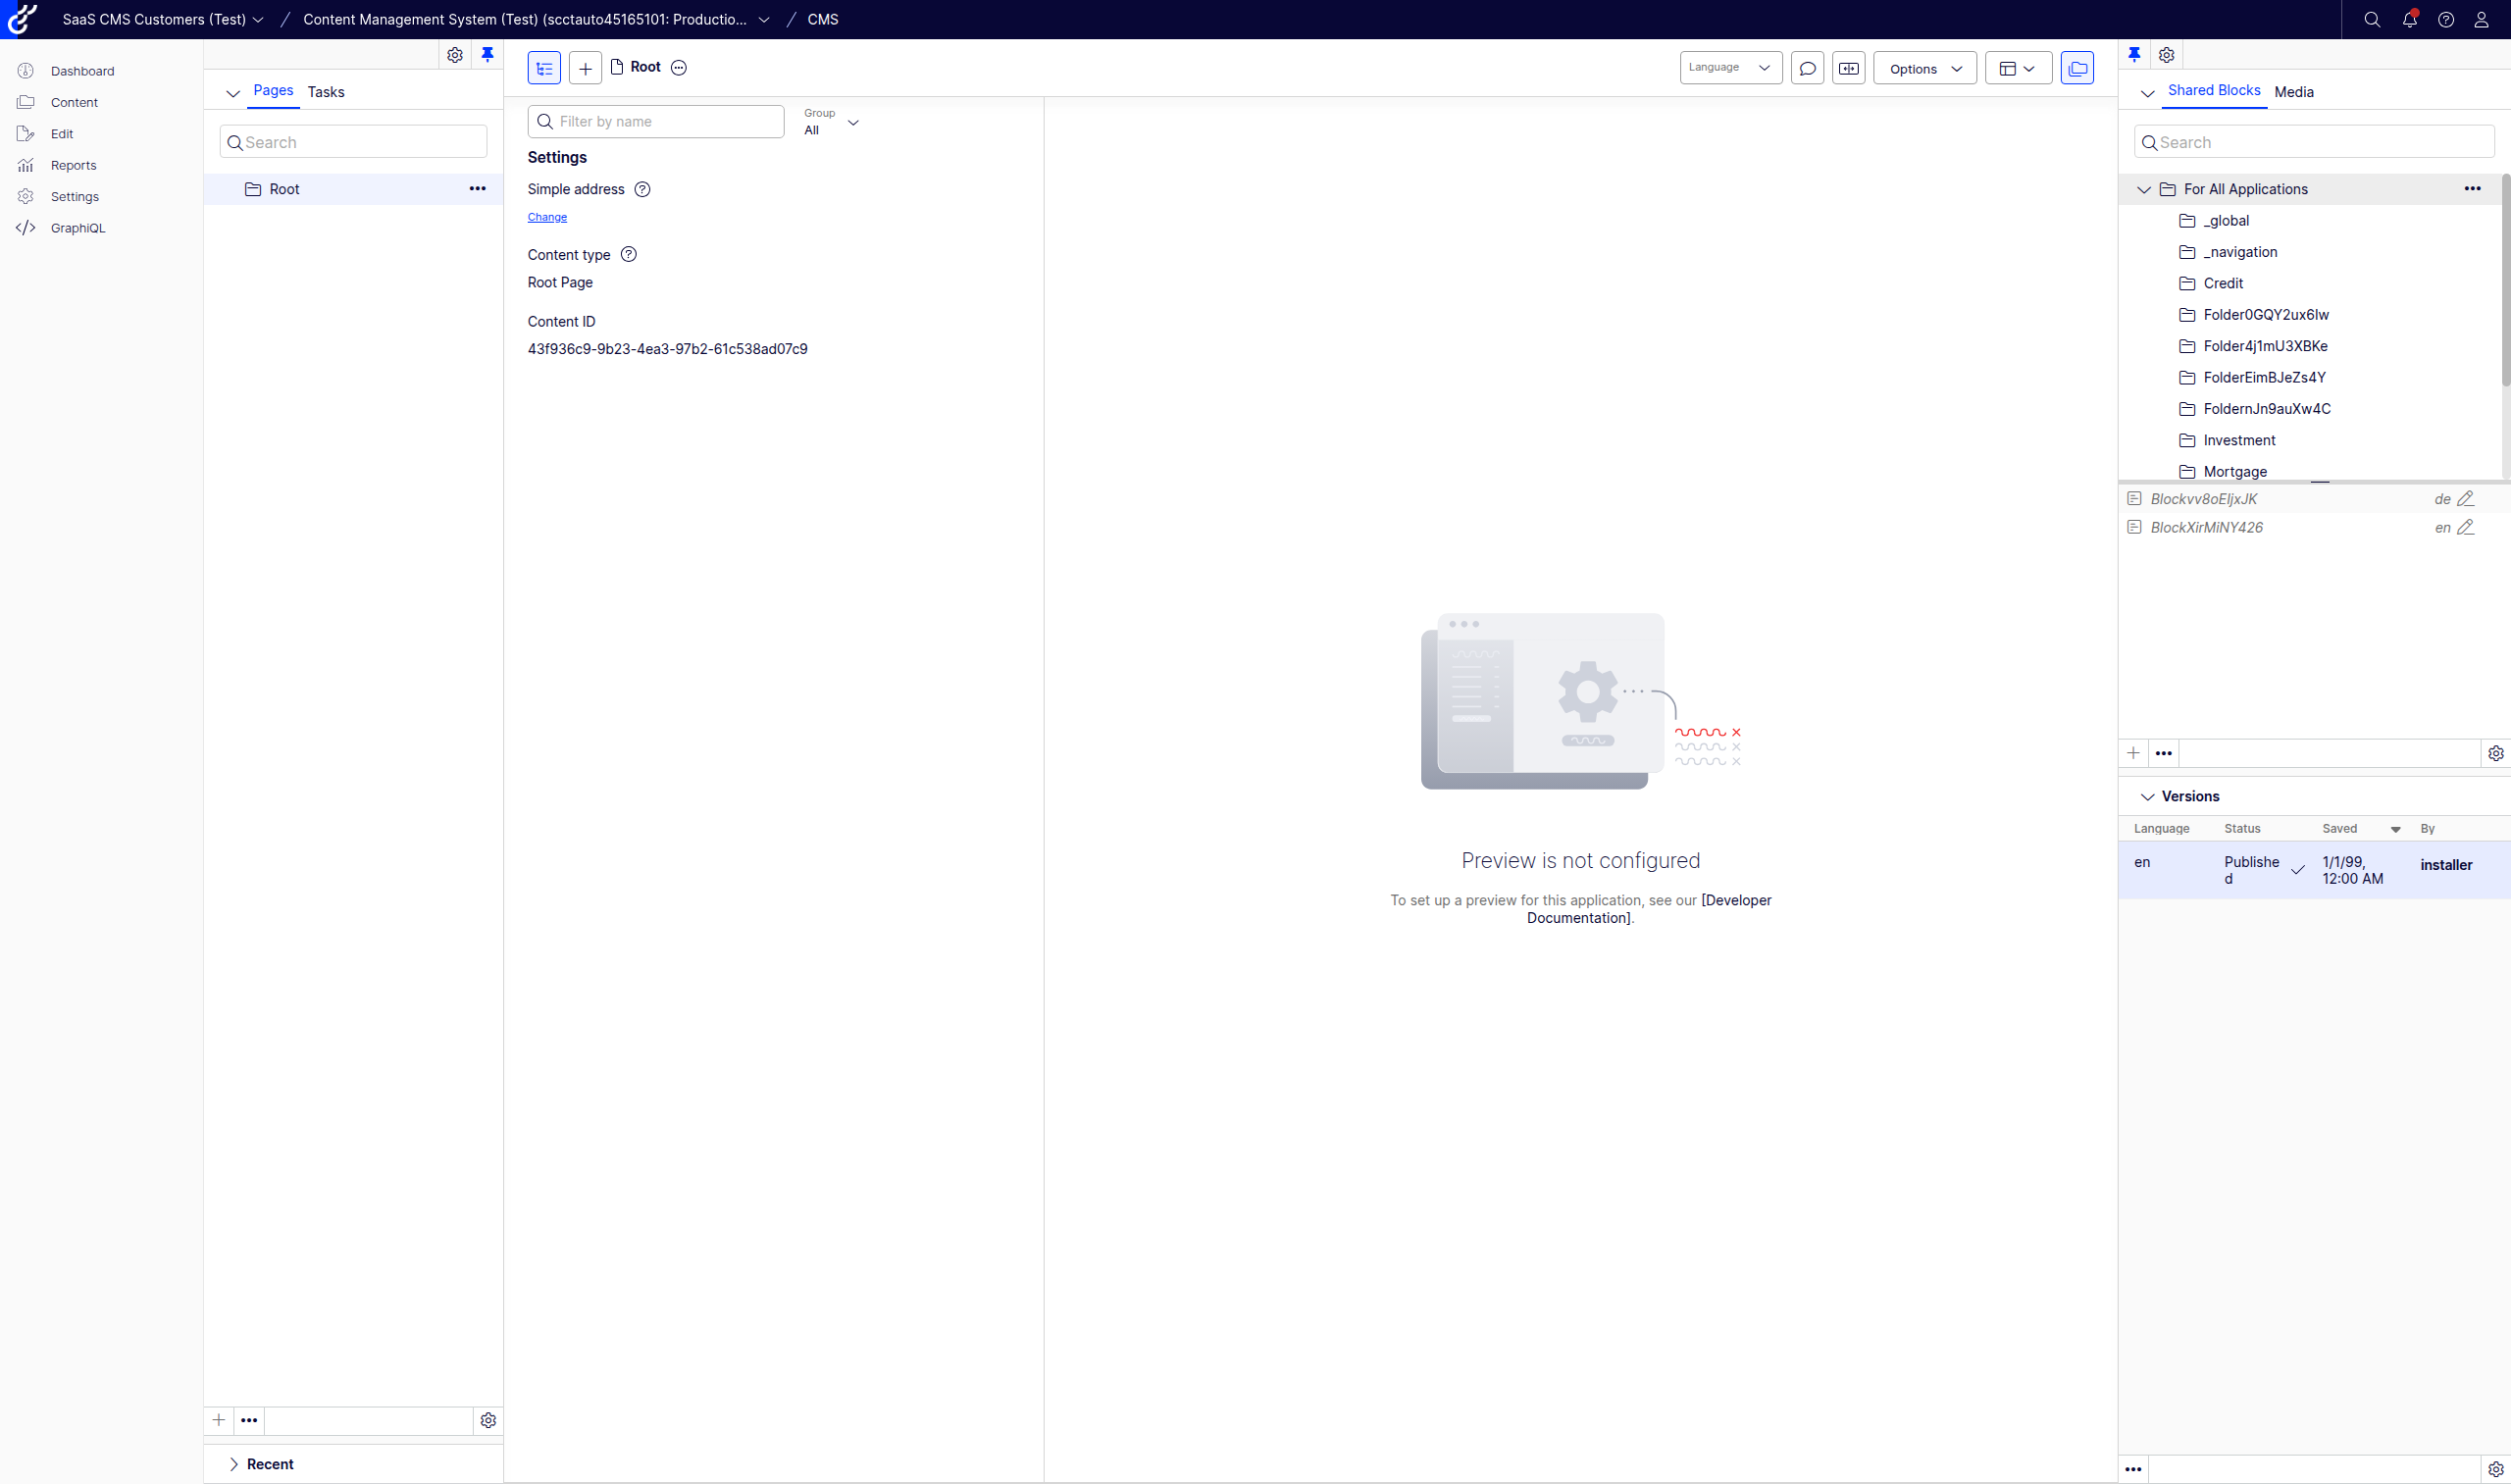 SaaS CMS Customers (Test) / Content Management System (Test) (scctauto45165101: Productio... / CMS
Dashboard
Content
Edit
Reports
Settings
GraphiQL
Pages Tasks
Search
Root
Recent
Root
Language
Options
Filter by name
Group
All
Settings
Simple address
Change
Content type
Root Page
Content ID
43f936c9-9b23-4ea3-97b2-61c538ad07c9
Preview is not configured
To set up a preview for this application, see our [Developer
Documentation].
Shared Blocks Media
Search
For All Applications
_global
_navigation
Credit
Folder0GQY2ux6lw
Folder4j1mU3XBKe
FolderEimBJeZs4Y
FoldernJn9auXw4C
Investment
Mortgage
Blockvv8oEljxJK de
BlockXirMiNY426 en
Versions
Language Status Saved By
en Publishe
d 1/1/99,
12:00 AM installer